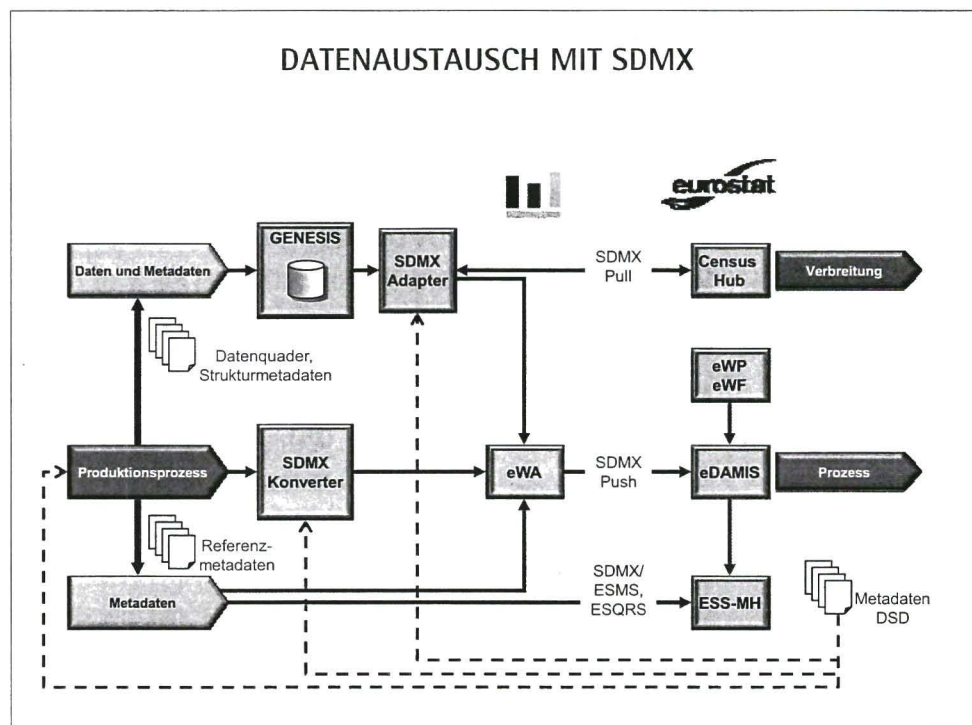 DATENAUSTAUSCH MIT SDMX
eurostat
Daten und Metadaten
GENESIS
SDMX
Adapter
SDMX
Pull
Census
Hub
Verbreitung
Datenquader,
Strukturmetadaten
eWP
eWF
Produktionsprozess
SDMX
Konverter
eWA
SDMX
Push
eDAMIS
Prozess
Referenz-
metadaten
Metadaten
SDMX/
ESMS,
ESQRS
ESS-MH
Metadaten
DSD